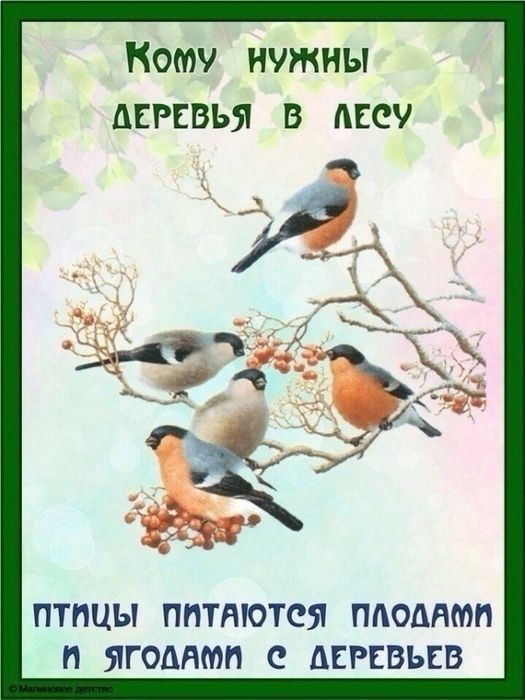 Кому нужны
деревья в лесу
птицы питаются плодами
и ягодами с деревьев
© Малиновое детство